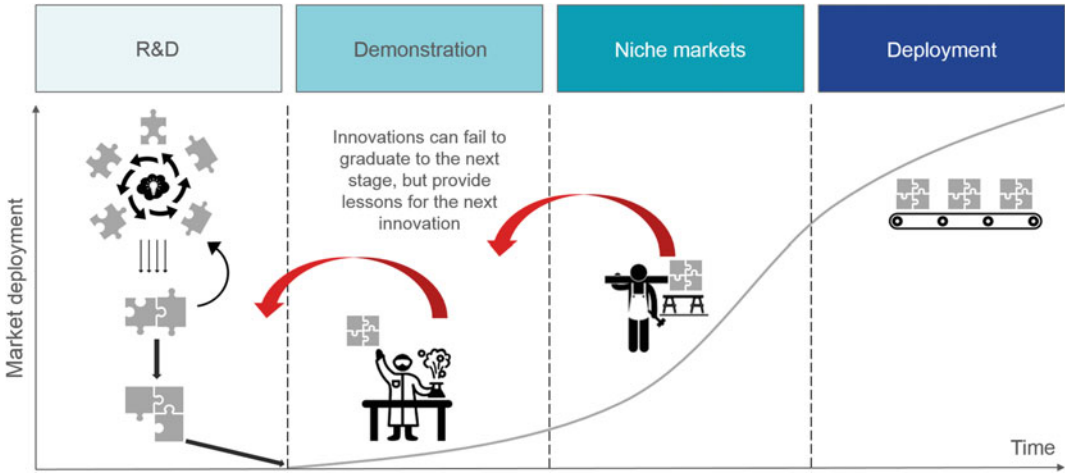 R&D
Demonstration
Niche markets
Deployment
Innovations can fail to
graduate to the next
stage, but provide
lessons for the next
innovation
Market deployment
Time